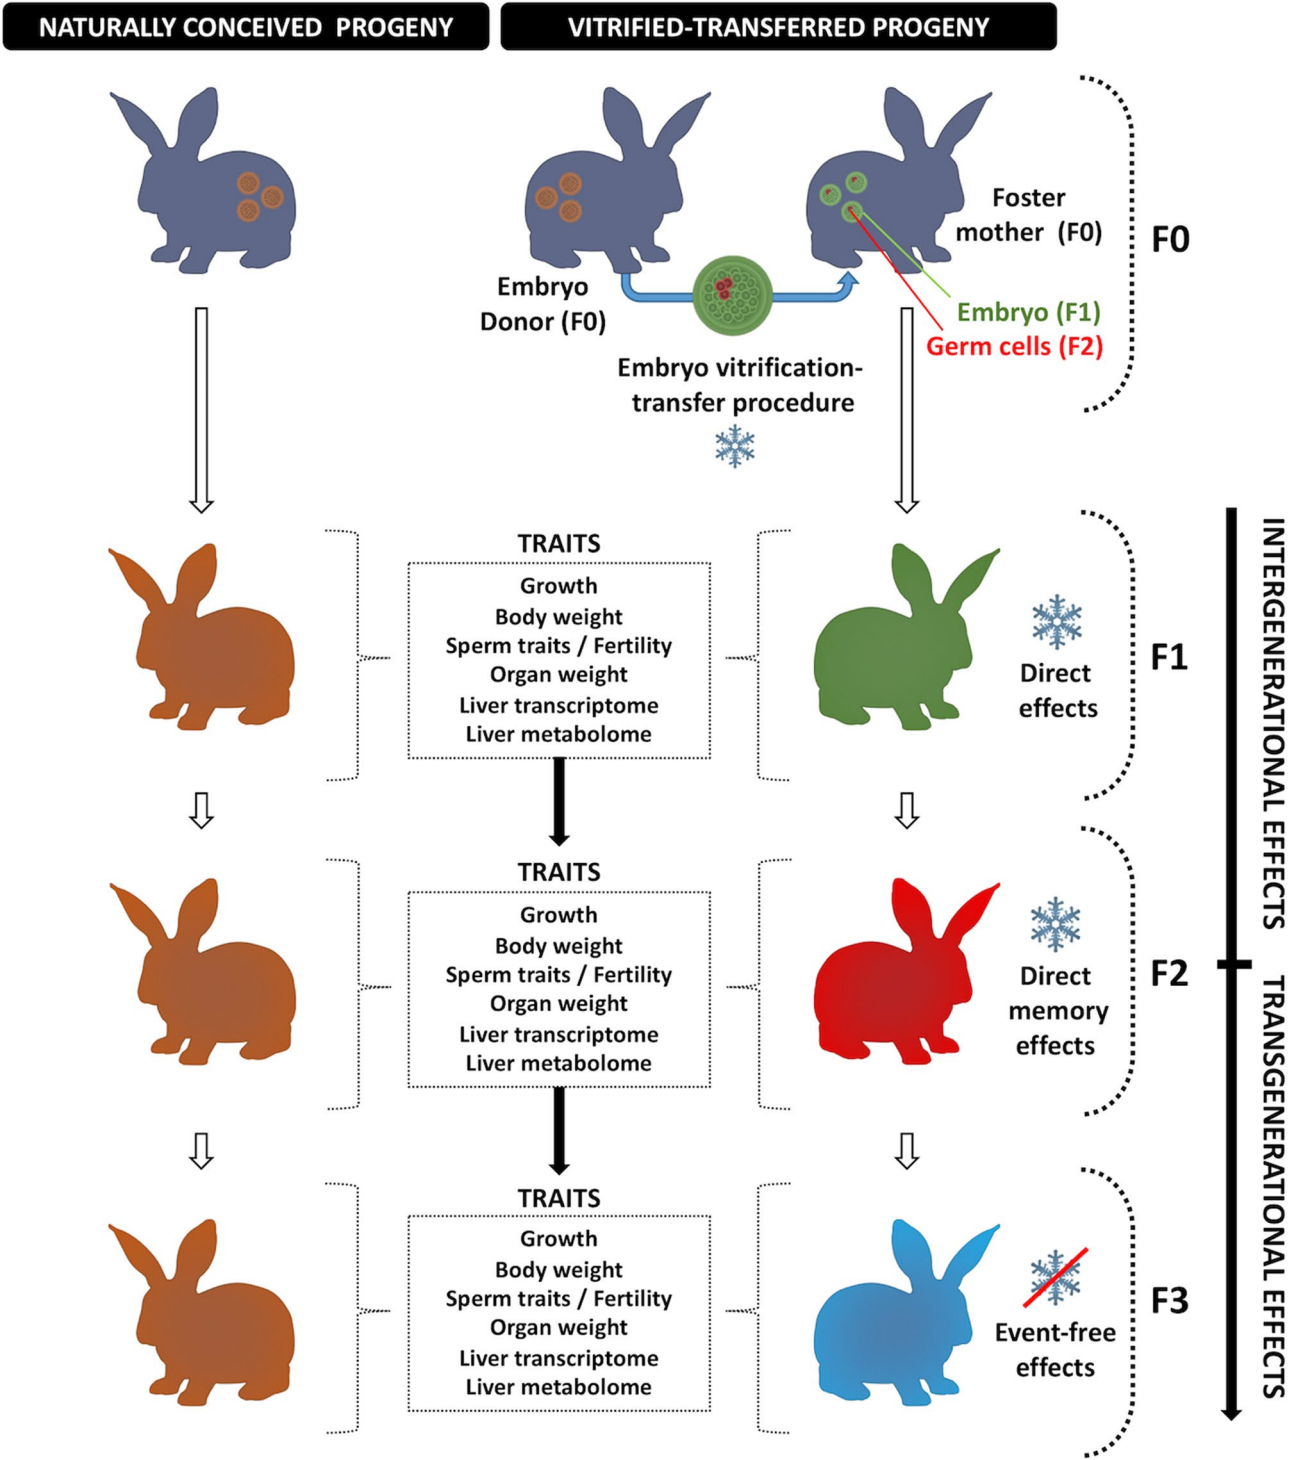 NATURALLY CONCEIVED PROGENY
VITRIFIED-TRANSFERRED PROGENY
Foster
mother (F0)
F0
Embryo
Donor (F0)
Embryo (F1)
Germ cells (F2)
Embryo vitrification-
transfer procedure
TRAITS
Growth
Body weight
Sperm traits / Fertility
Organ weight
Liver transcriptome
Liver metabolome
Direct
effects
F1
INTERGENERATIONAL EFFECTS
TRAITS
Growth
Body weight
Sperm traits / Fertility
Organ weight
Liver transcriptome
Liver metabolome
Direct
memory
effects
F2
TRANSGENERATIONAL EFFECTS
TRAITS
Growth
Body weight
Sperm traits / Fertility
Organ weight
Liver transcriptome
Liver metabolome
Event-free
effects
F3